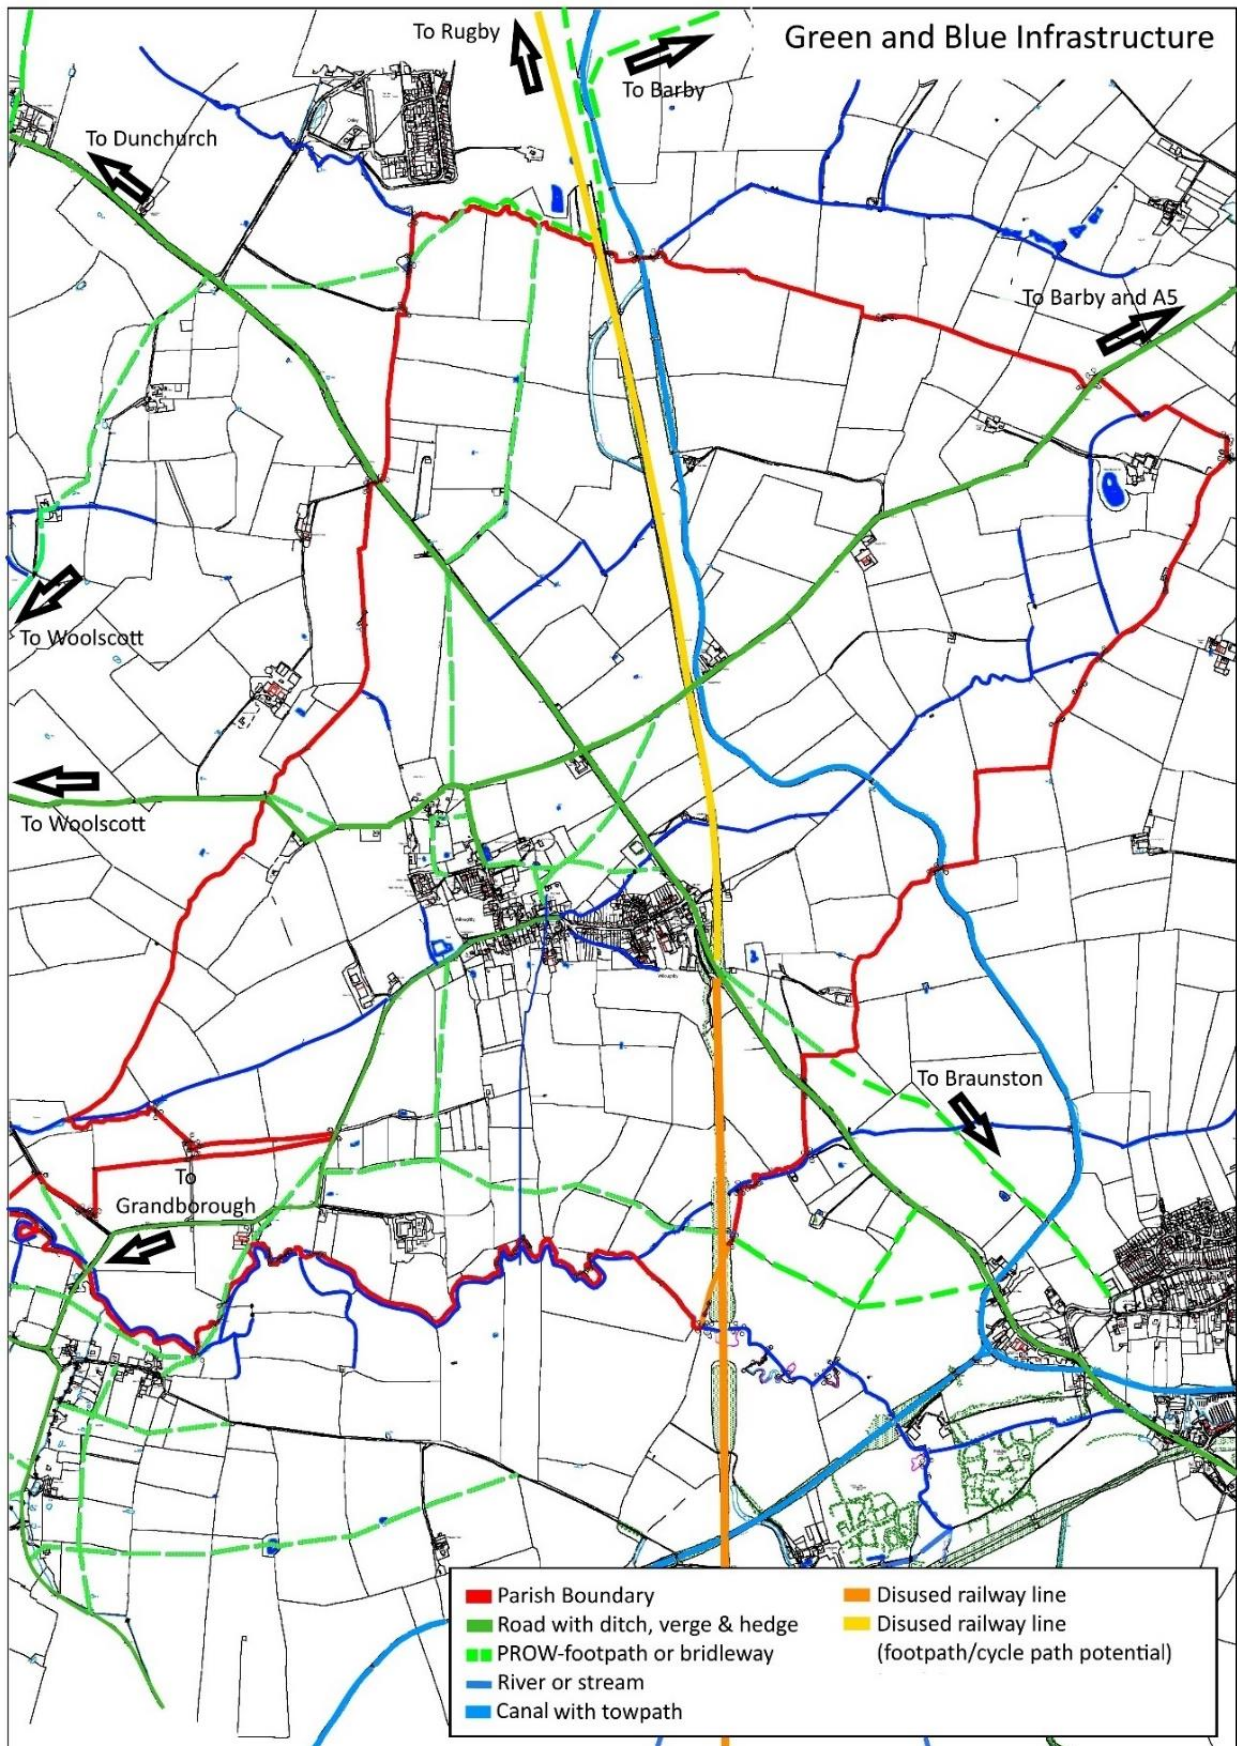 Green and Blue Infrastructure
To Rugby
To Barby
To Dunchurch
To Barby and A5
To Woolscott
To Woolscott
To Braunston
To
Grandborough
Parish Boundary
Road with ditch, verge & hedge
PROW-footpath or bridleway
River or stream
Canal with towpath
Disused railway line
Disused railway line
(footpath/cycle path potential)